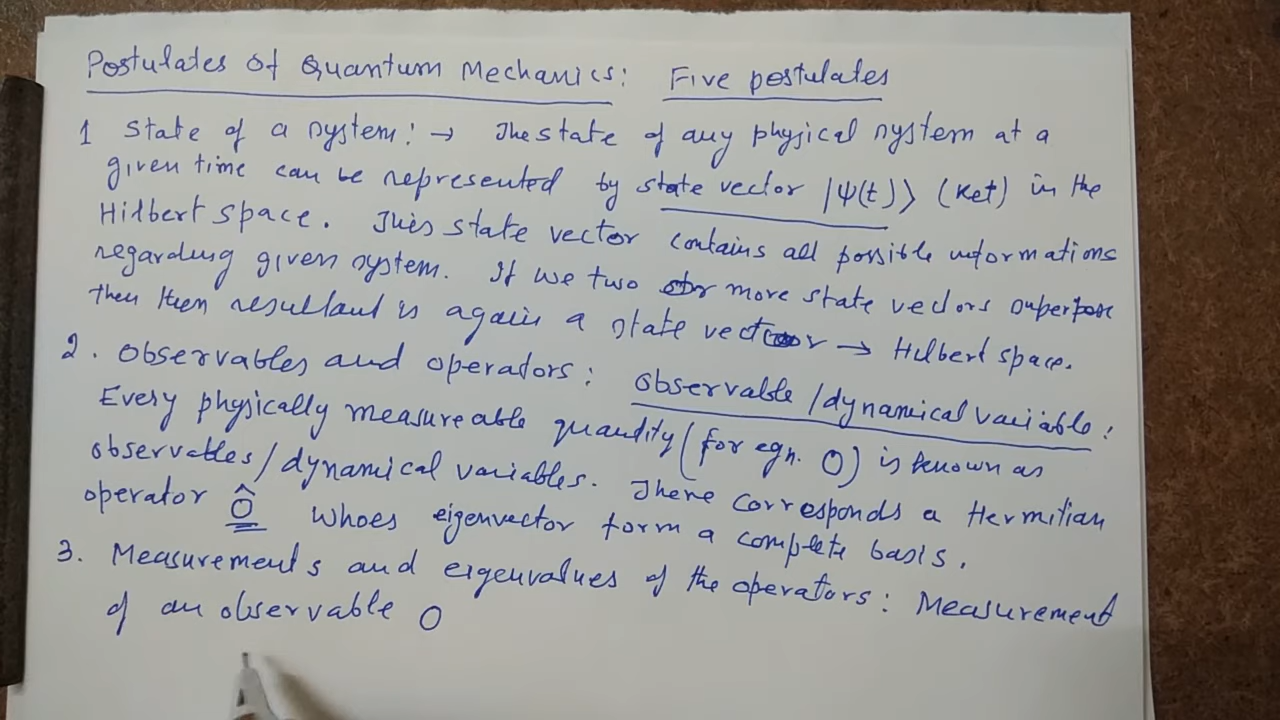 Postulates of Quantum Mechanics: Five postulates
1 State of a system: → The state of any physical system at a
given time can be represented by state vector |Ψ(t)⟩ (Ket) in the
Hilbert space. This state vector contains all possible informations
regarding given system. If we two or more state vectors superpose
then then resultant is again a state vector → Hilbert space.
2. Observables and operators: observable/dynamical variable:
Every physically measureable quantity (for egn. O) is known as
observables/dynamical variables. There corresponds a Hermitian
operator Ô whoes eigenvector form a complete basis.
3. Measurements and eigenvalues of the operators: Measurement
of an observable O